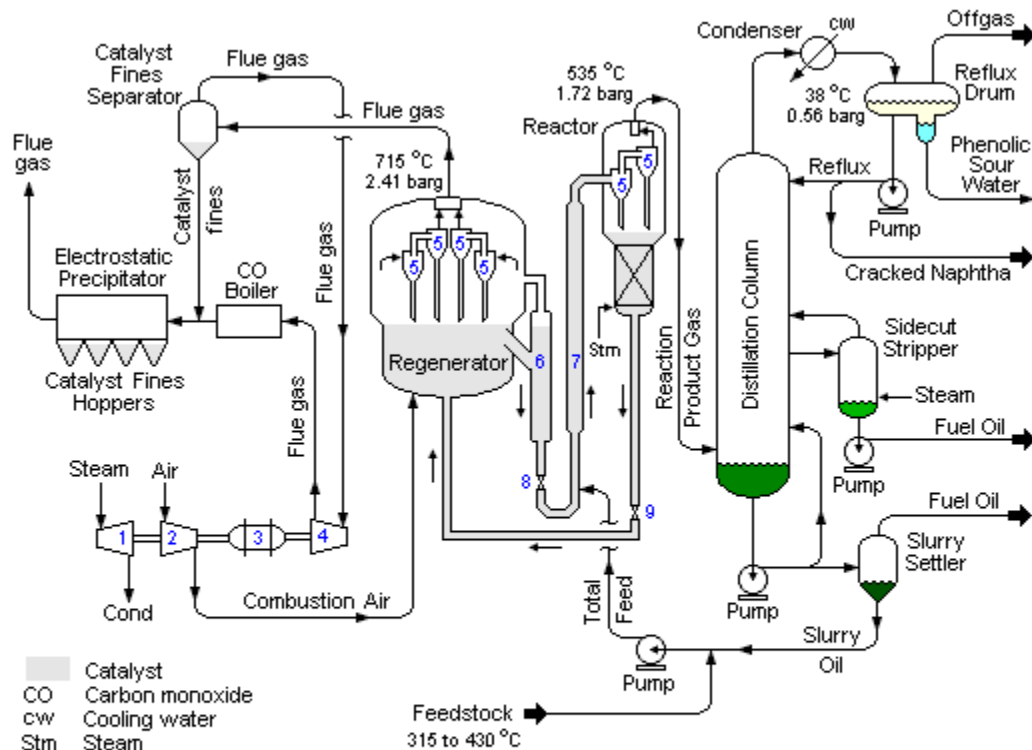 Catalyst
Fines
Separator
Flue gas
Flue gas
Flue
gas
Catalyst
fines
Flue gas
715 °C
2.41 barg
535 °C
1.72 barg
Reactor
5
5
5
5
5
5
Condenser
cw
Offgas
Reflux
Drum
38 °C
0.56 barg
Phenolic
Sour
Water
Reflux
Pump
Cracked Naphtha
Electrostatic
Precipitator
CO
Boiler
Catalyst Fines
Hoppers
Flue gas
Regenerator
6
7
Stm
Reaction
Product Gas
Distillation Column
Sidecut
Stripper
Steam
Fuel Oil
Pump
8
9
Steam
Air
1
2
3
4
Cond
Combustion Air
Total
Feed
Pump
Fuel Oil
Slurry
Settler
Slurry
Oil
Pump
Feedstock
315 to 430 °C
Catalyst
CO Carbon monoxide
cw Cooling water
Stm Steam